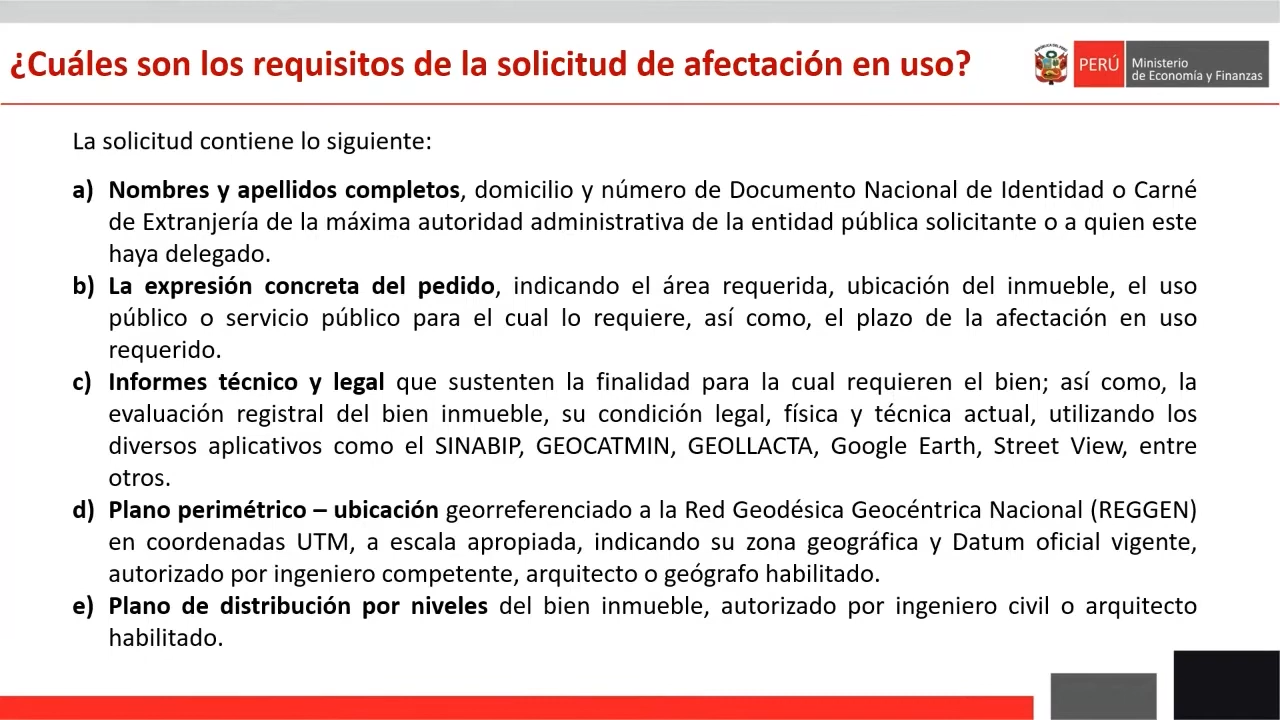 ¿Cuáles son los requisitos de la solicitud de afectación en uso?
PERÚ
Ministerio
de Economía y Finanzas
La solicitud contiene lo siguiente:
a) Nombres y apellidos completos, domicilio y número de Documento Nacional de Identidad o Carné
de Extranjería de la máxima autoridad administrativa de la entidad pública solicitante o a quien este
haya delegado.
b) La expresión concreta del pedido, indicando el área requerida, ubicación del inmueble, el uso
público o servicio público para el cual lo requiere, así como, el plazo de la afectación en uso
requerido.
c) Informes técnico y legal que sustenten la finalidad para la cual requieren el bien; así como, la
evaluación registral del bien inmueble, su condición legal, física y técnica actual, utilizando los
diversos aplicativos como el SINABIP, GEOCATMIN, GEOLLACTA, Google Earth, Street View, entre
otros.
d) Plano perimétrico – ubicación georreferenciado a la Red Geodésica Geocéntrica Nacional (REGGEN)
en coordenadas UTM, a escala apropiada, indicando su zona geográfica y Datum oficial vigente,
autorizado por ingeniero competente, arquitecto o geógrafo habilitado.
e) Plano de distribución por niveles del bien inmueble, autorizado por ingeniero civil o arquitecto
habilitado.